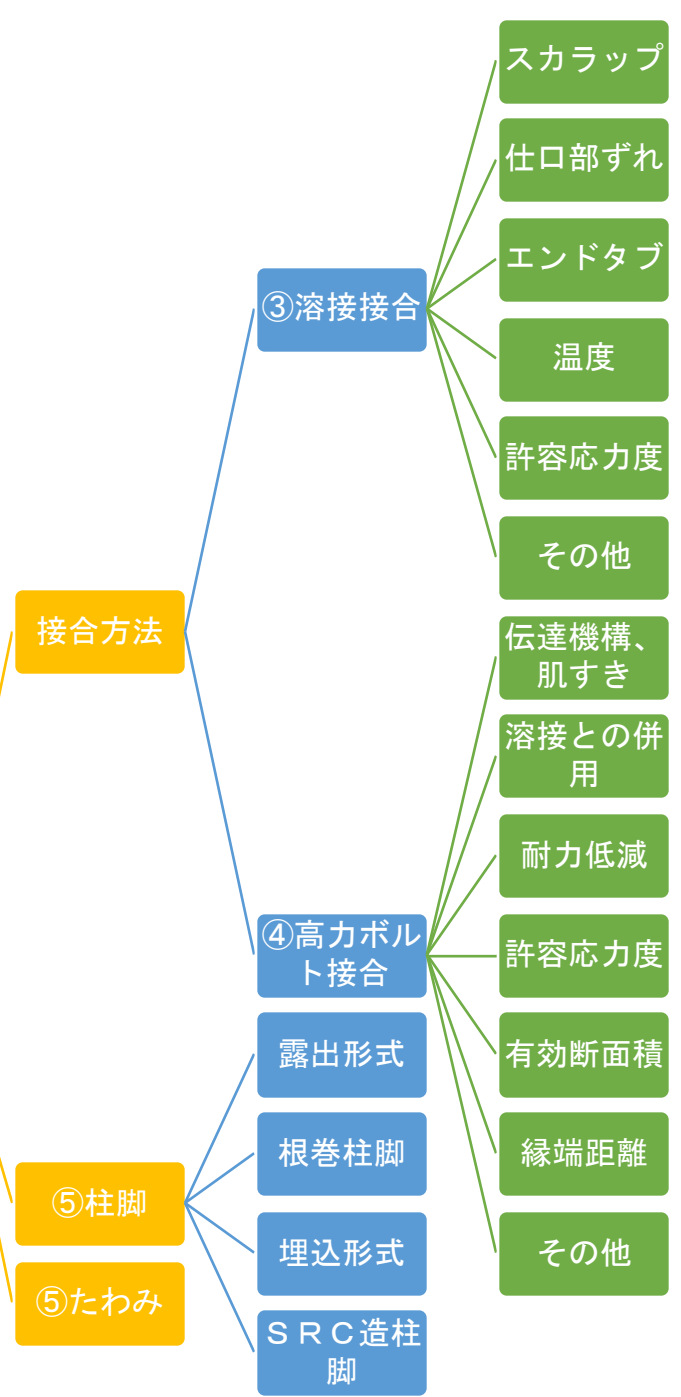 接合方法
③溶接接合
スカラップ
仕口部ずれ
エンドタブ
温度
許容応力度
その他
④高力ボル
ト接合
伝達機構、
肌すき
溶接との併
用
耐力低減
許容応力度
有効断面積
縁端距離
その他
⑤柱脚
露出形式
根巻柱脚
埋込形式
ＳＲＣ造柱
脚
⑤たわみ